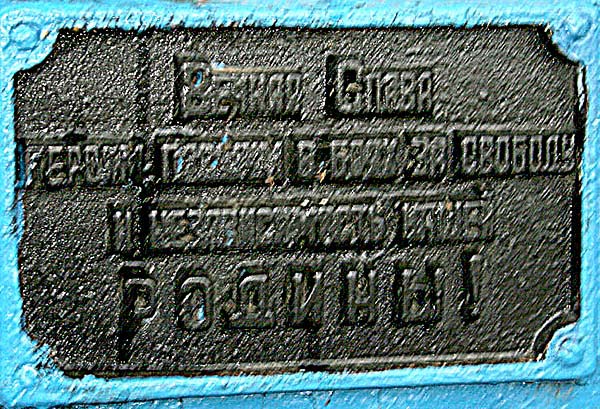 Вечная Слава
героям, павшим в боях за свободу
и независимость нашей
РОДИНЫ!